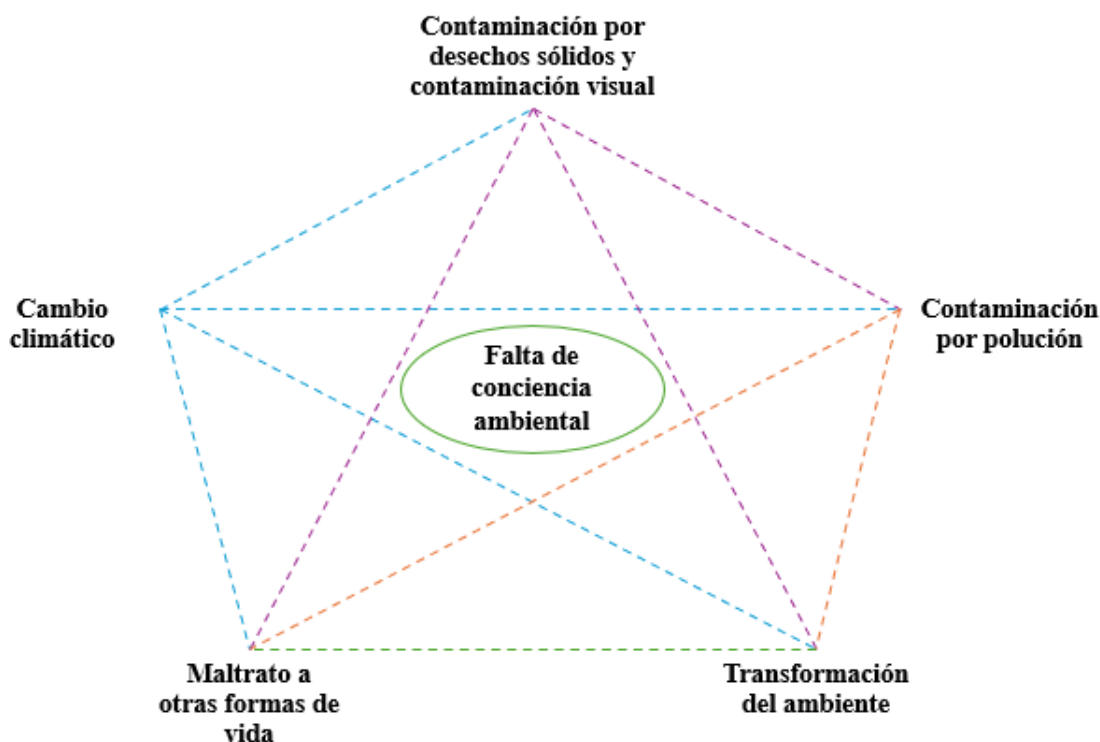 Contaminación por
desechos sólidos y
contaminación visual
Cambio
climático
Contaminación
por polución
Falta de
conciencia
ambiental
Maltrato a
otras formas de
vida
Transformación
del ambiente